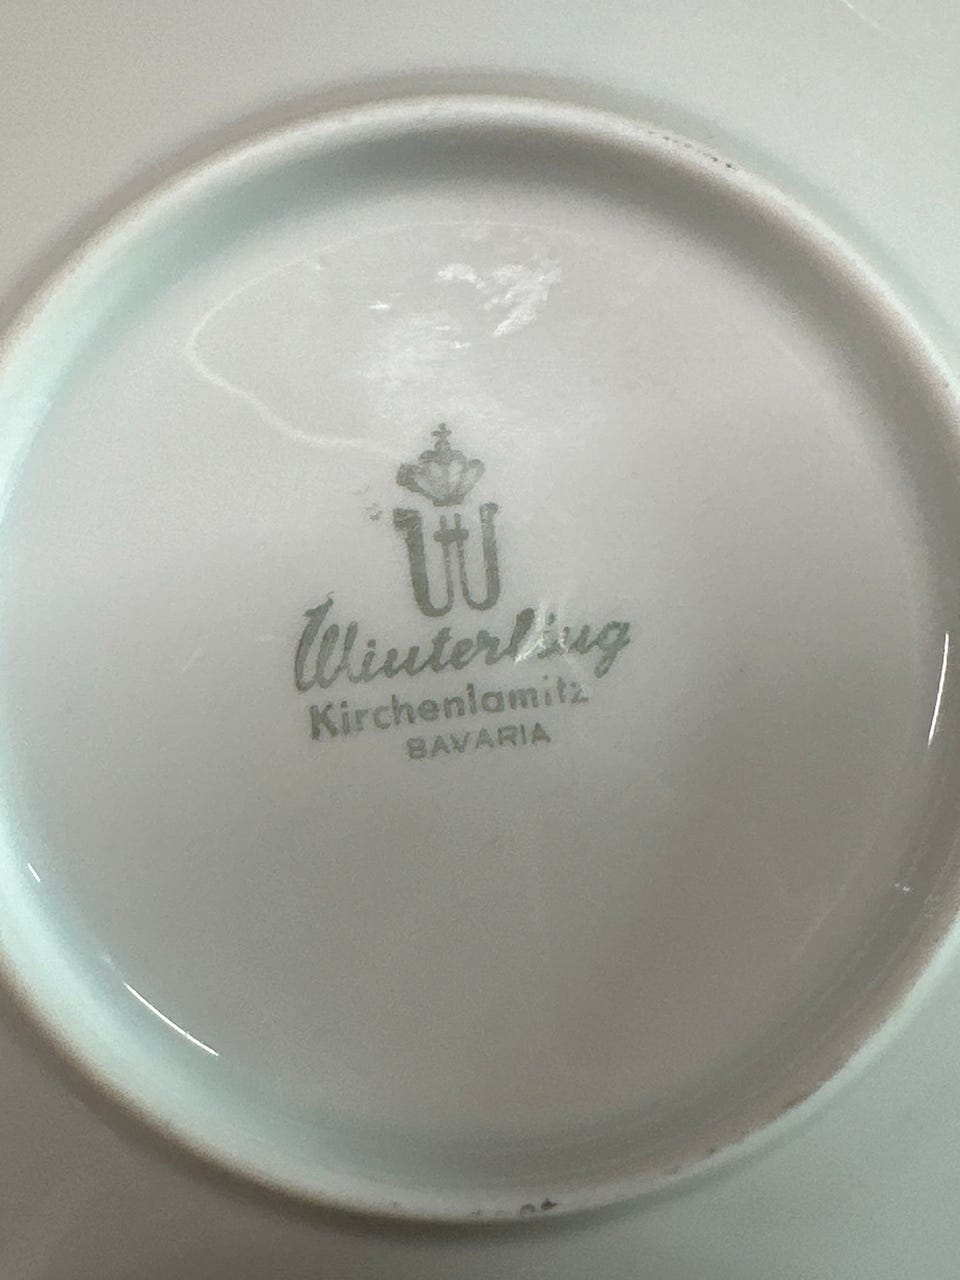 W
Winterling
Kirchenlamitz
BAVARIA